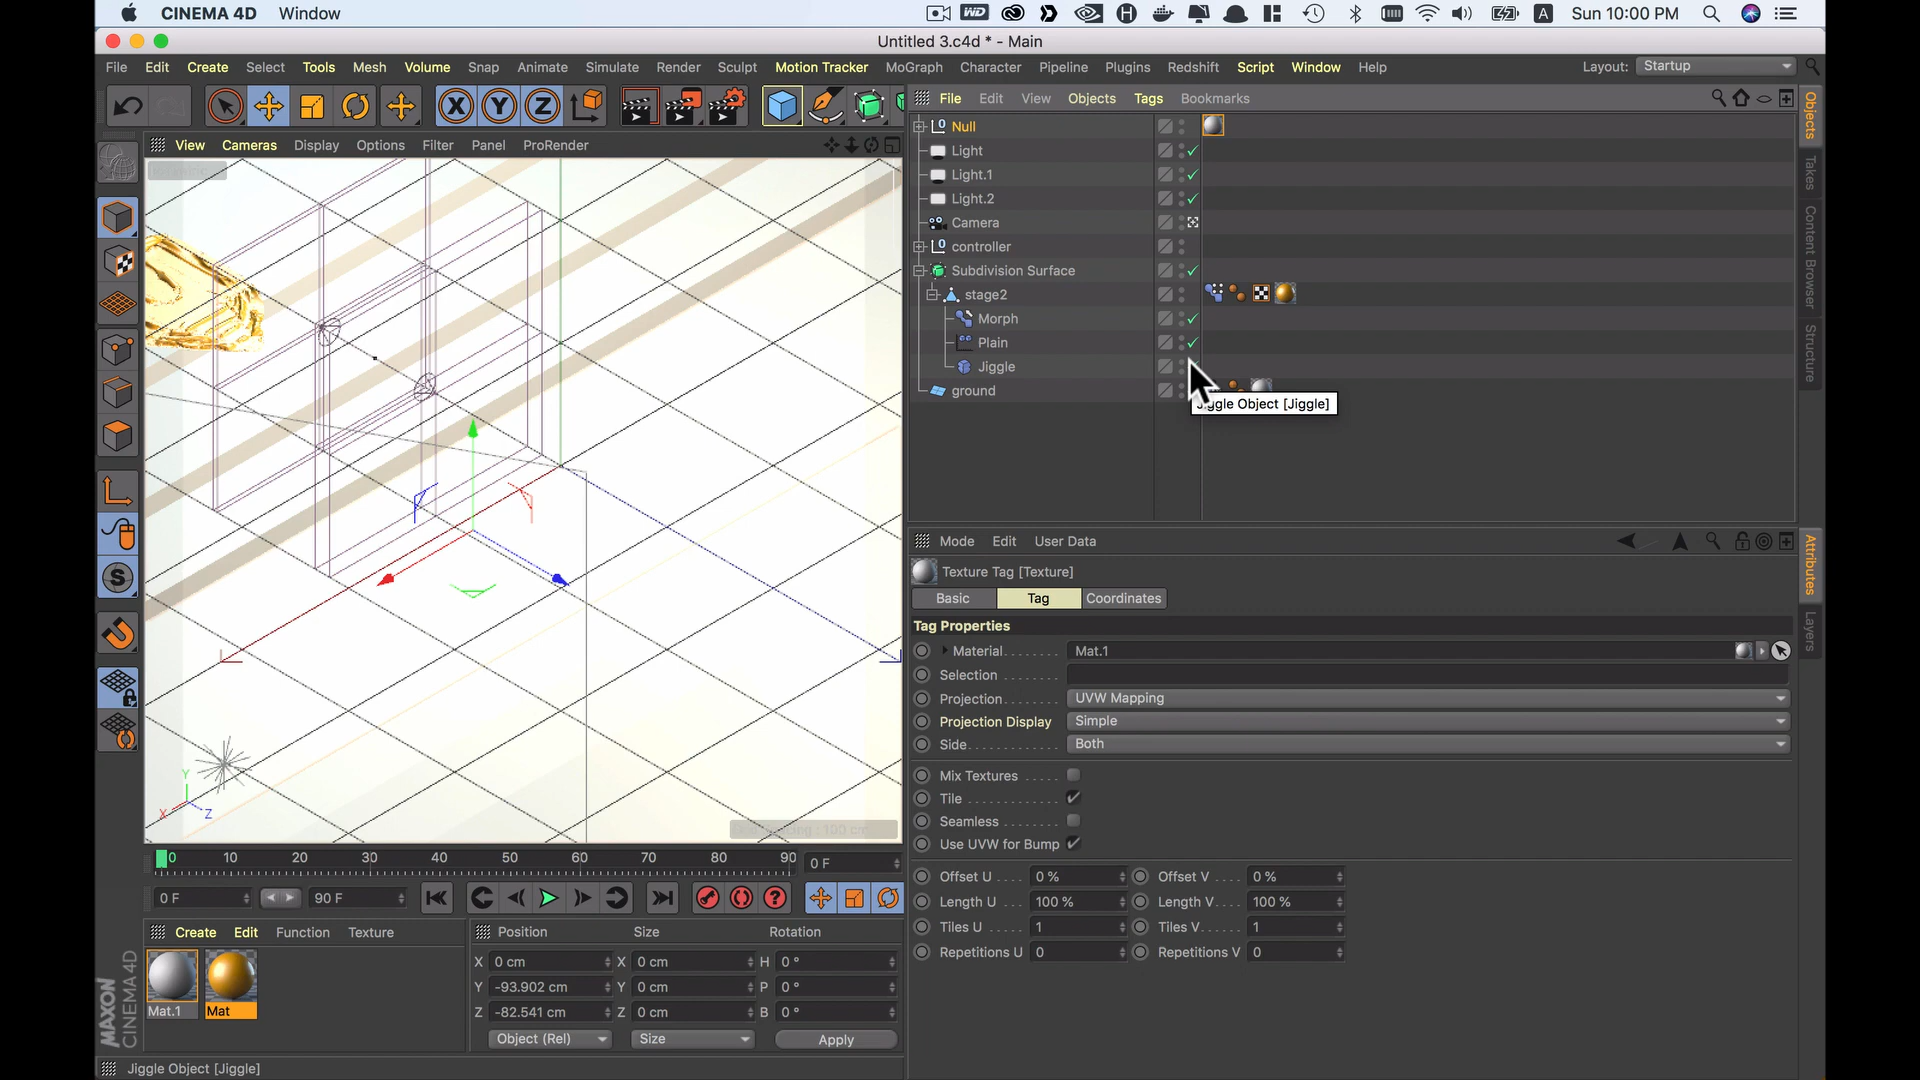 CINEMA 4D Window Sun 10:00 PM
Untitled 3.c4d * - Main
File Edit Create Select Tools Mesh Volume Snap Animate Simulate Render Sculpt Motion Tracker MoGraph Character Pipeline Plugins Redshift Script Window Help Layout: Startup
File Edit View Objects Tags Bookmarks
View Cameras Display Options Filter Panel ProRender
Null
Light
Light.1
Light.2
Camera
controller
Subdivision Surface
stage2
Morph
Plain
Jiggle
ground
Jiggle Object [Jiggle]
Objects
Takes
Content Browser
Structure
Mode Edit User Data
Texture Tag [Texture]
Basic Tag Coordinates
Tag Properties
Material Mat.1
Selection
Projection UVW Mapping
Projection Display Simple
Side Both
Mix Textures
Tile
Seamless
Use UVW for Bump
Offset U 0 % Offset V 0 %
Length U 100 % Length V 100 %
Tiles U 1 Tiles V 1
Repetitions U 0 Repetitions V 0
Attributes
Layers
Y
X Z
0 10 20 30 40 50 60 70 80 90 0 F
0 F 90 F
Create Edit Function Texture
Mat.1 Mat
Position Size Rotation
X 0 cm X 0 cm H 0 °
Y -93.902 cm Y 0 cm P 0 °
Z -82.541 cm Z 0 cm B 0 °
Object (Rel) Size Apply
MAXON
CINEMA 4D
Jiggle Object [Jiggle]